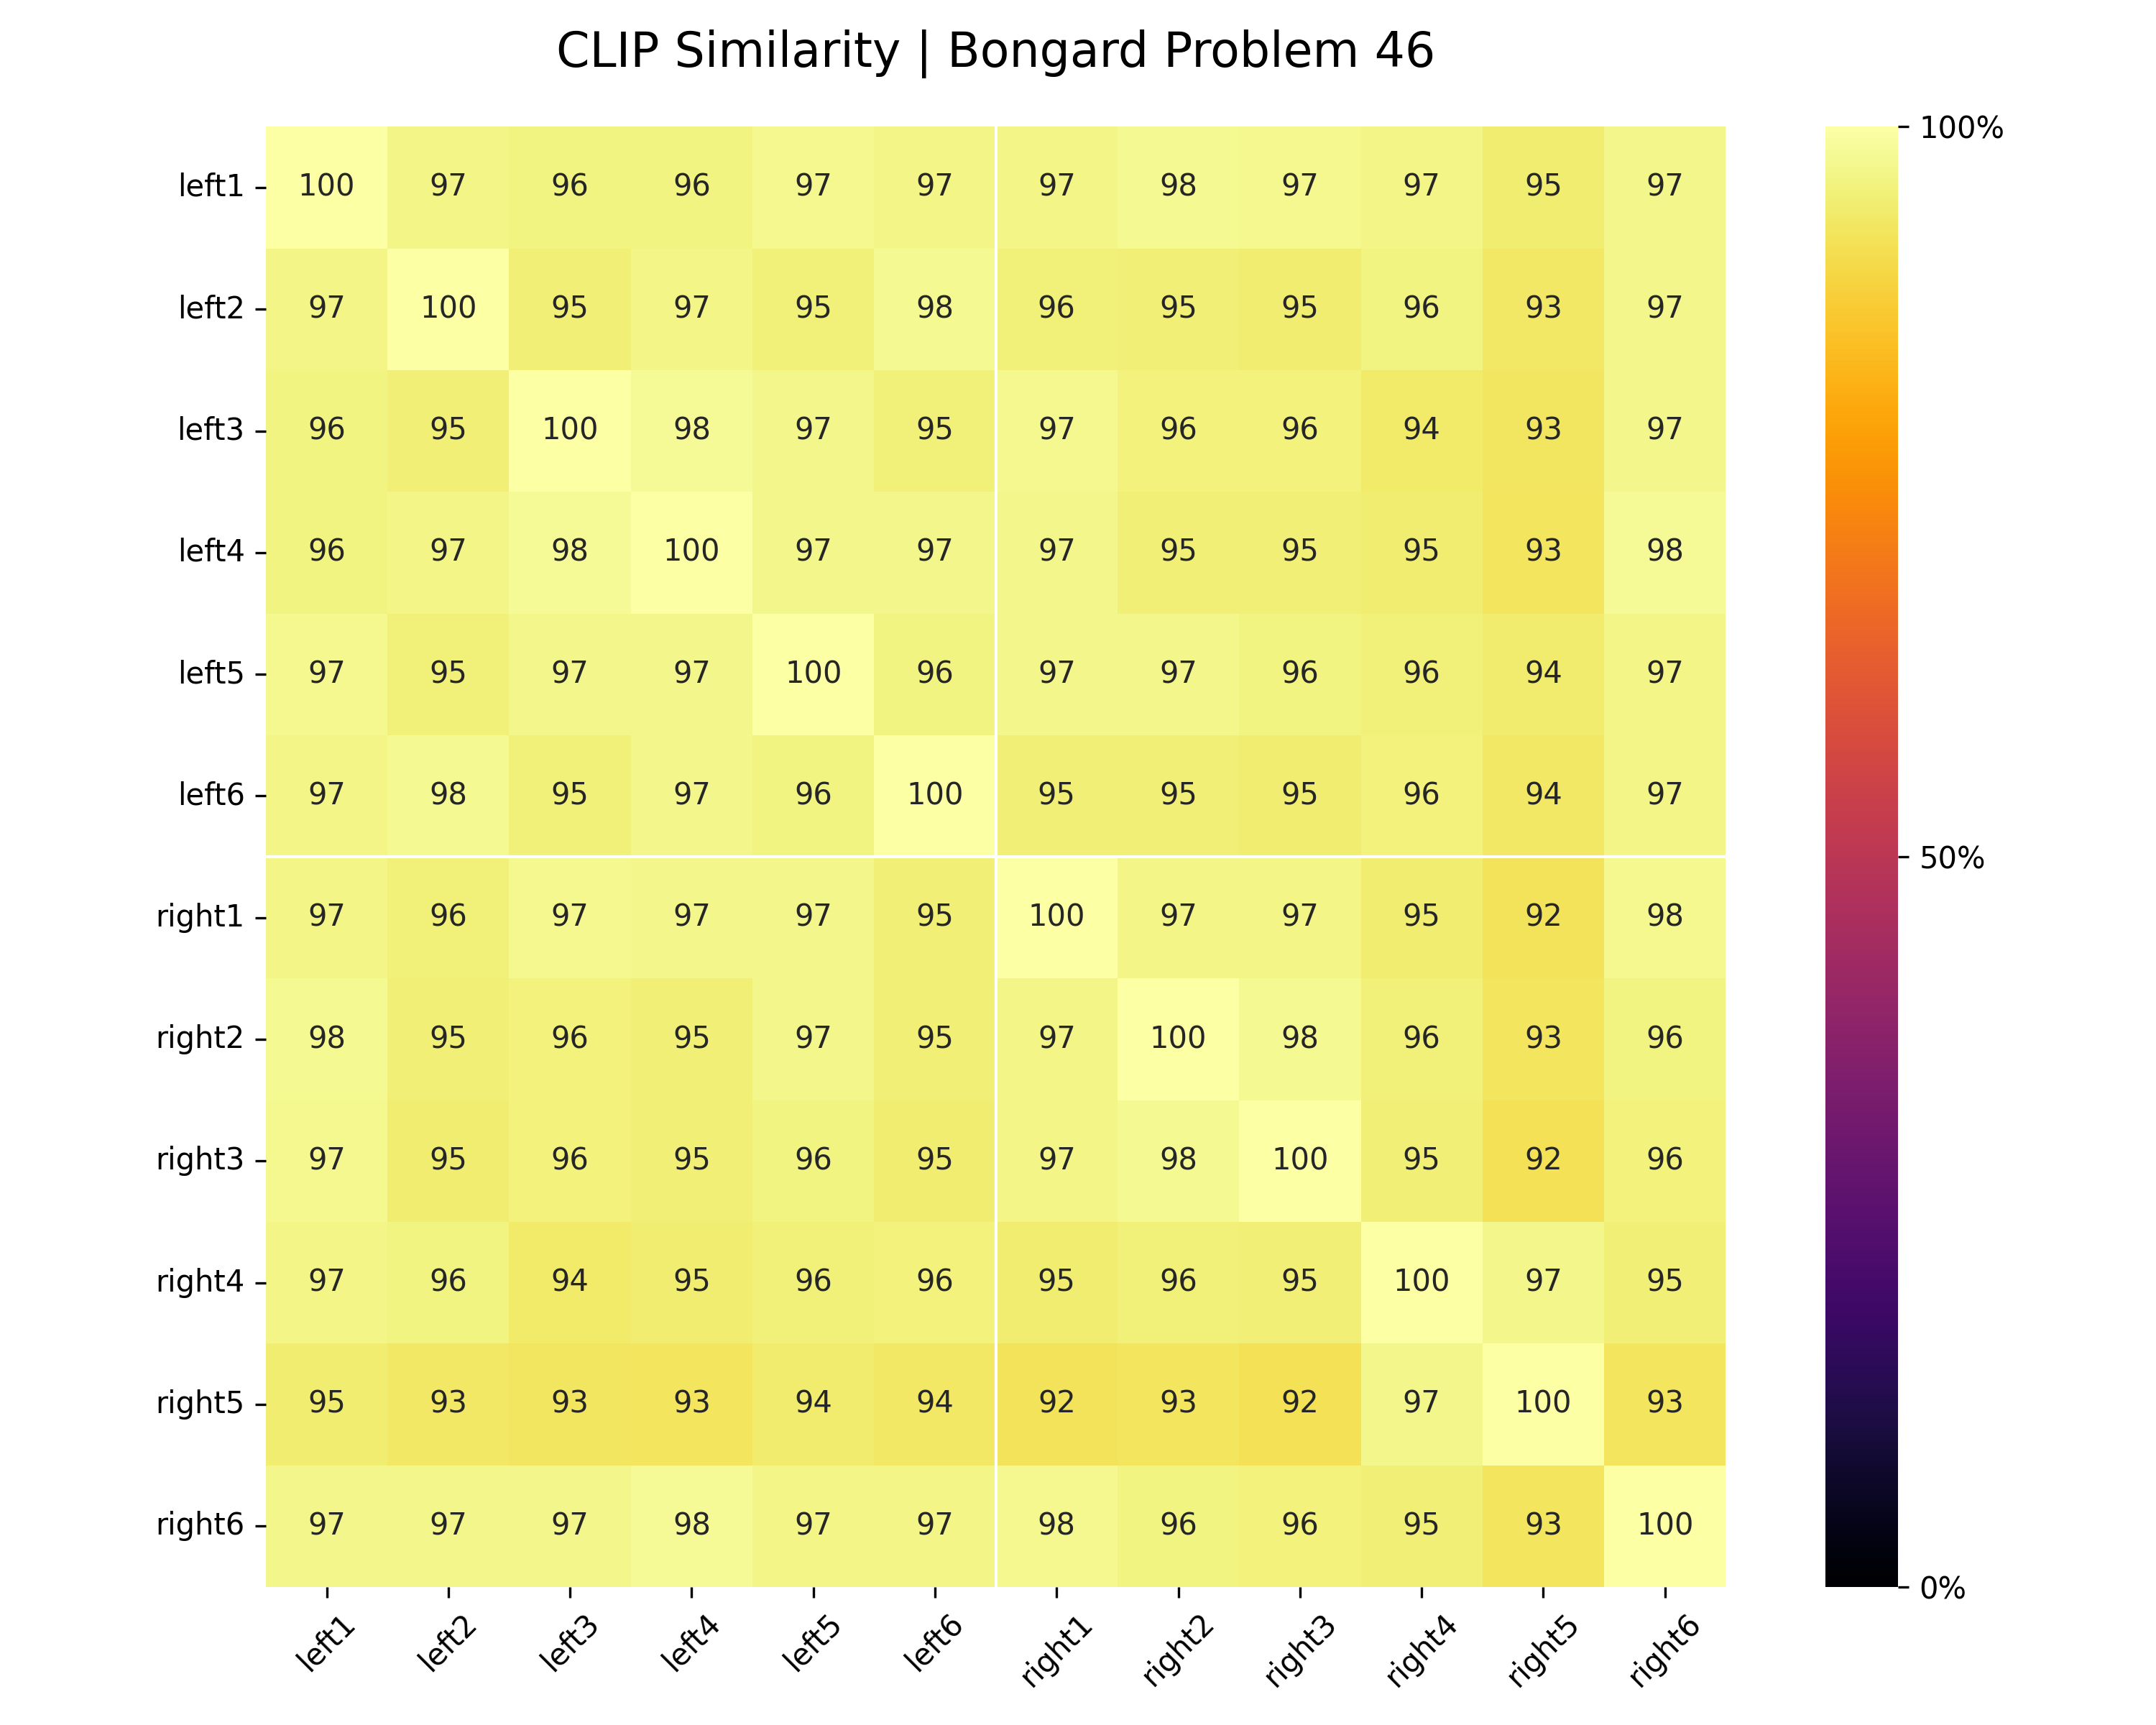 CLIP Similarity | Bongard Problem 46
left1 100 97 96 96 97 97 97 98 97 97 95 97
left2 97 100 95 97 95 98 96 95 95 96 93 97
left3 96 95 100 98 97 95 97 96 96 94 93 97
left4 96 97 98 100 97 97 97 95 95 95 93 98
left5 97 95 97 97 100 96 97 97 96 96 94 97
left6 97 98 95 97 96 100 95 95 95 96 94 97
right1 97 96 97 97 97 95 100 97 97 95 92 98
right2 98 95 96 95 97 95 97 100 98 96 93 96
right3 97 95 96 95 96 95 97 98 100 95 92 96
right4 97 96 94 95 96 96 95 96 95 100 97 95
right5 95 93 93 93 94 94 92 93 92 97 100 93
right6 97 97 97 98 97 97 98 96 96 95 93 100
left1 left2 left3 left4 left5 left6 right1 right2 right3 right4 right5 right6
100%
50%
0%